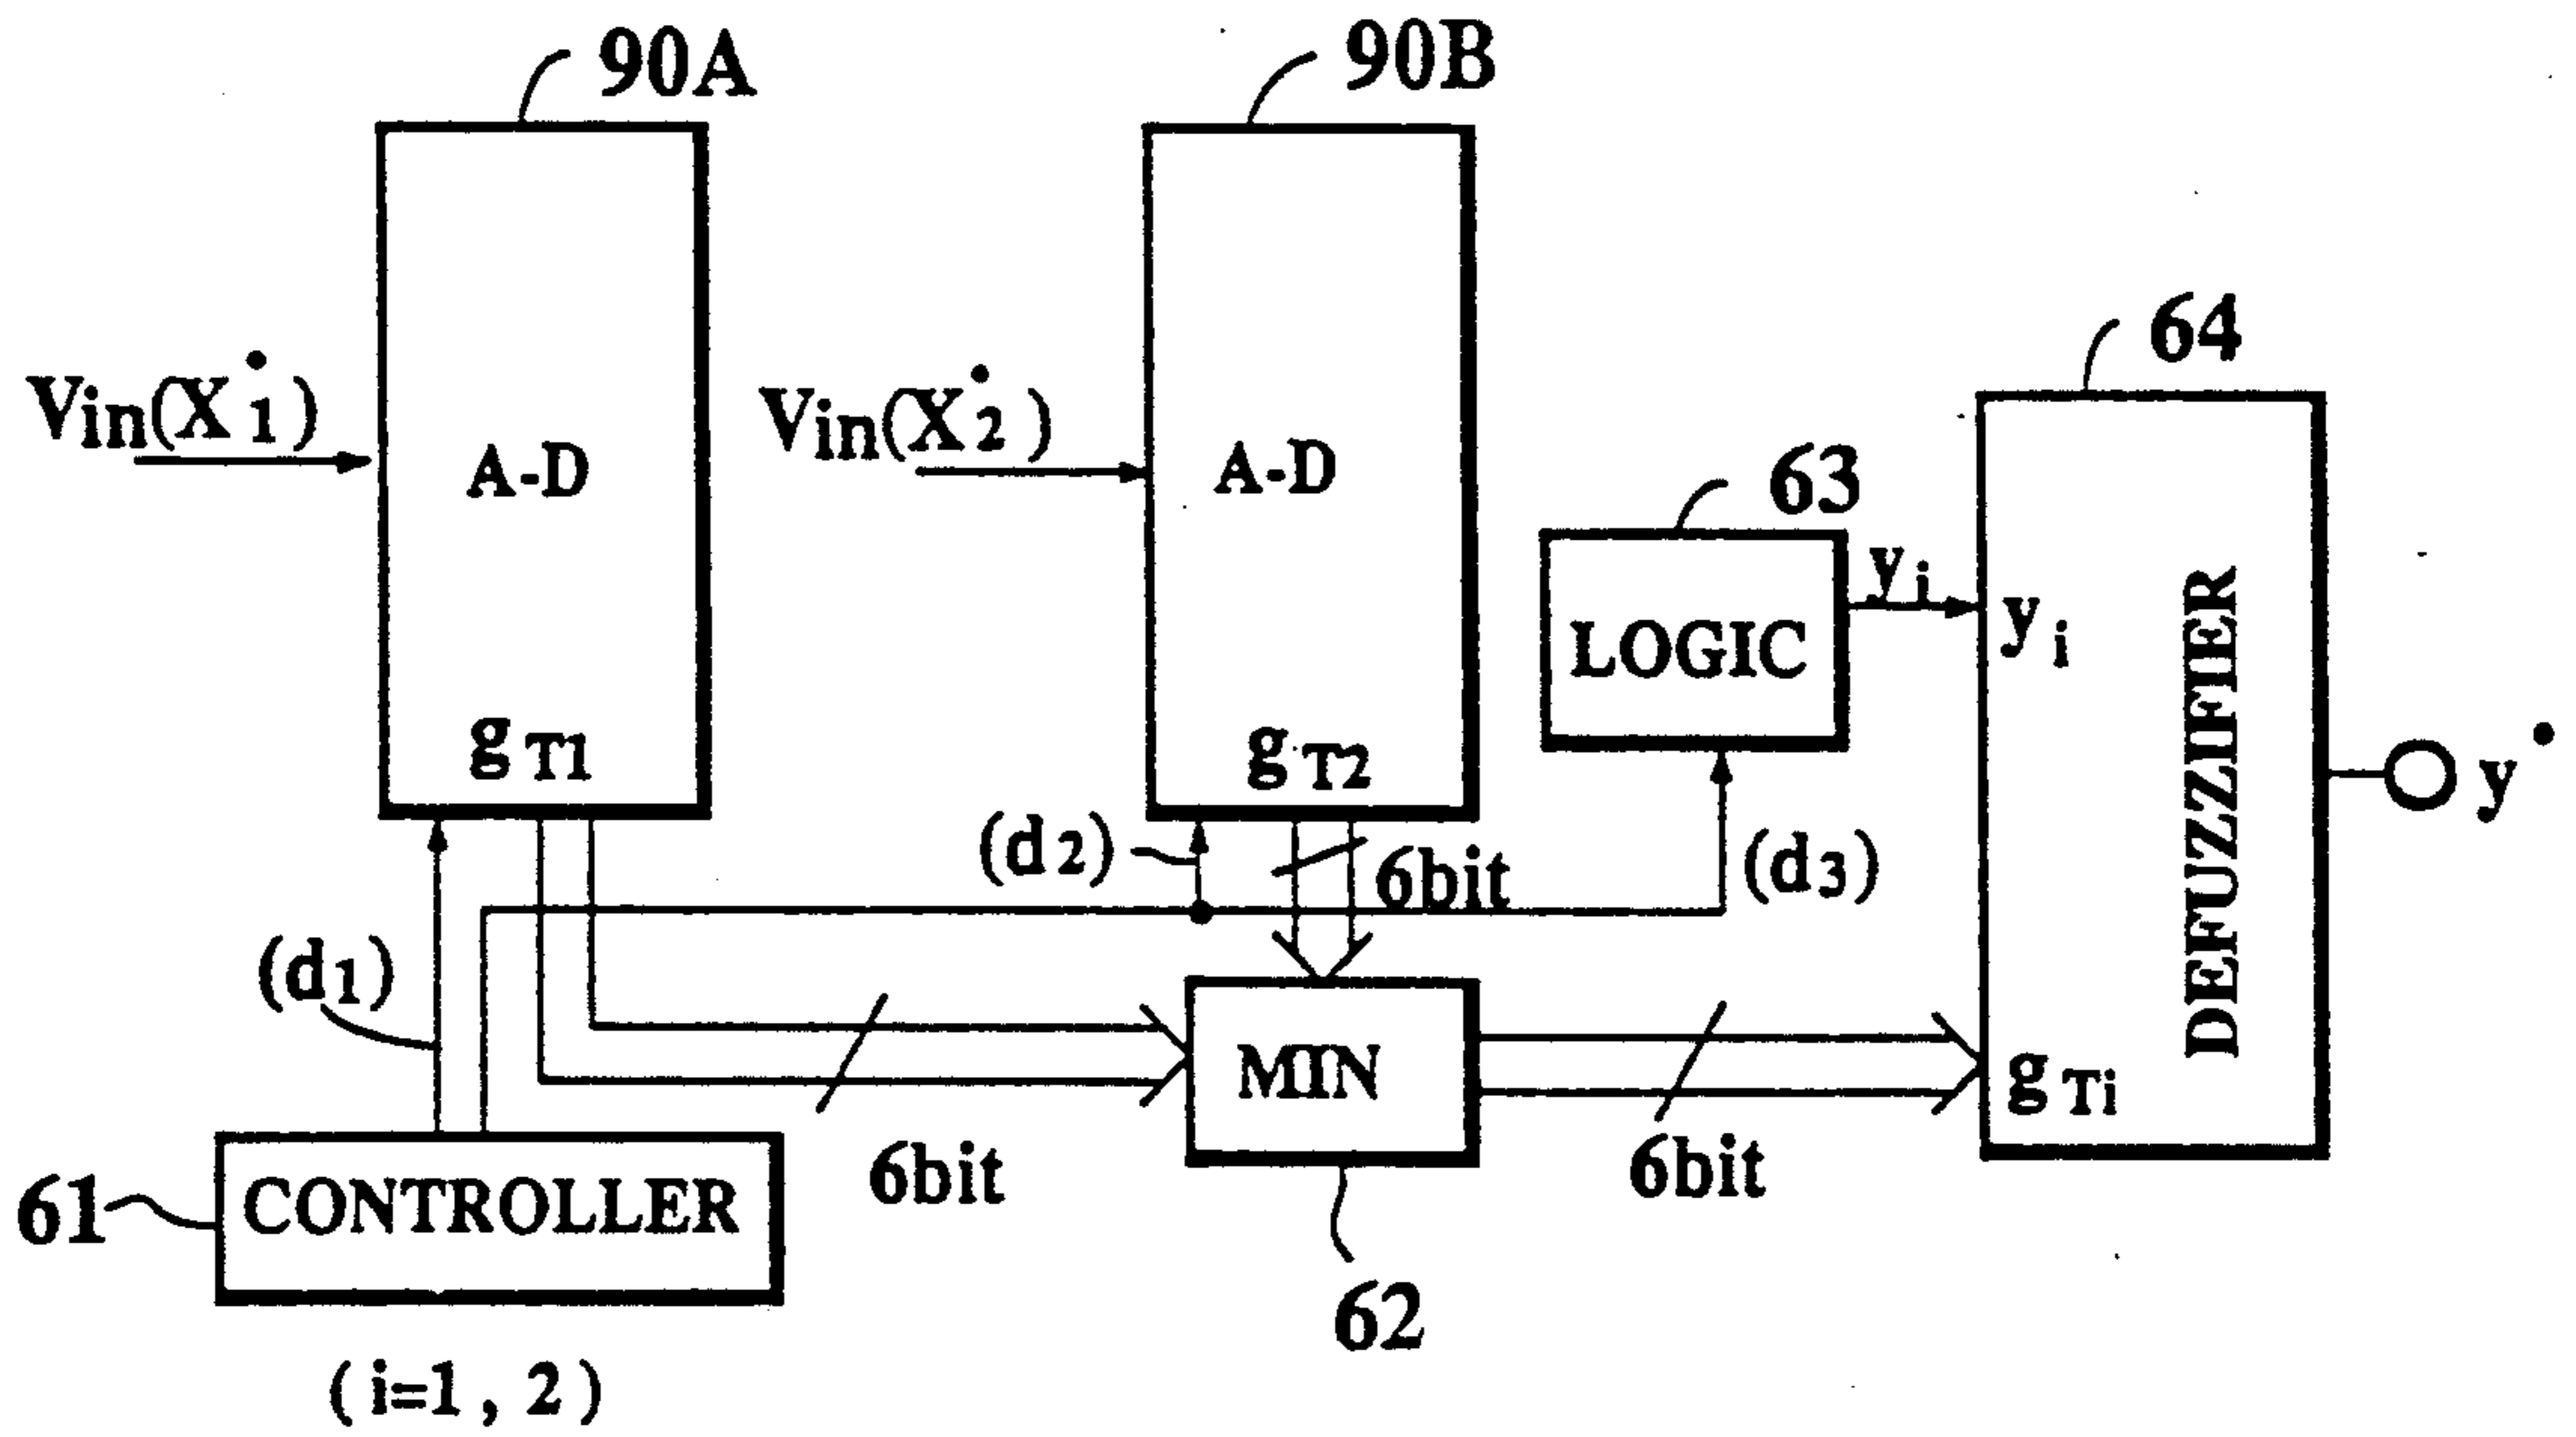 90A
90B
64
Vin(X1•)
Vin(X2•)
A-D
A-D
63
yi
yi
LOGIC
DEFUZZIFIER
gT1
gT2
y•
(d2)
6bit
(d3)
(d1)
MIN
gTi
6bit
6bit
61
CONTROLLER
62
(i=1, 2)